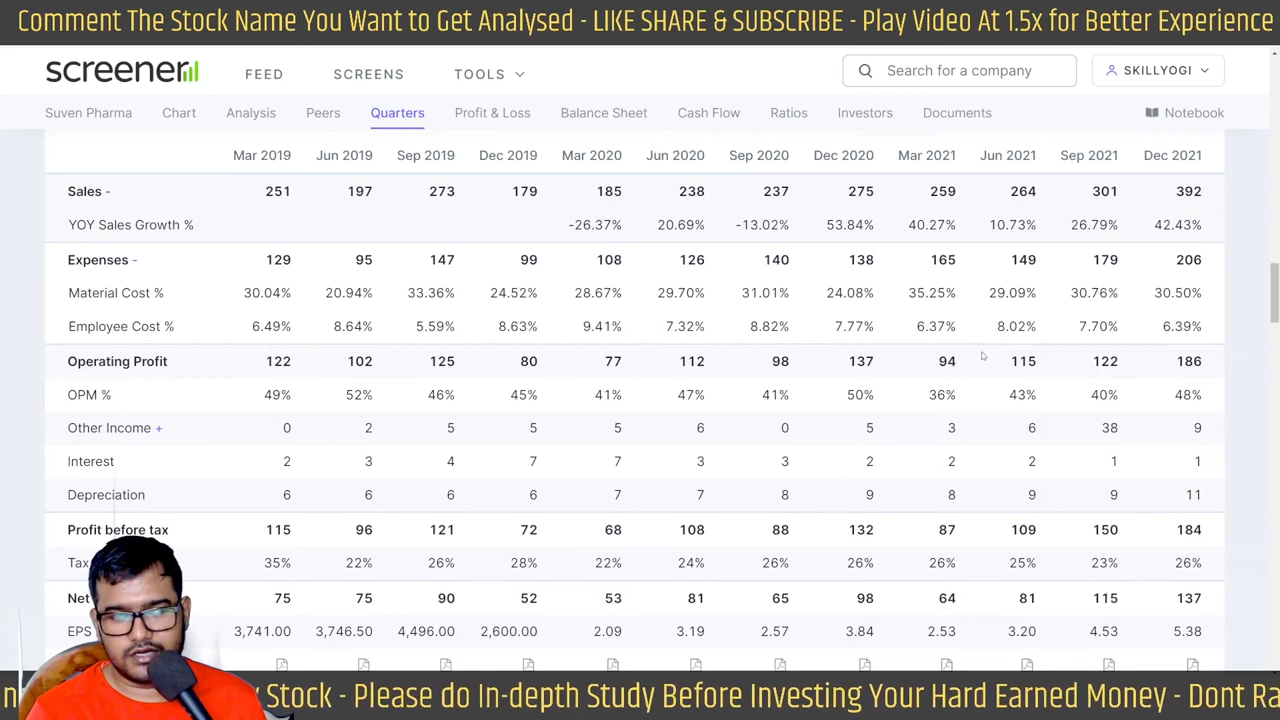 Comment The Stock Name You Want to Get Analysed - LIKE SHARE & SUBSCRIBE - Play Video At 1.5x for Better Experience
screener FEED SCREENS TOOLS Search for a company SKILLYOGI
Suven Pharma Chart Analysis Peers Quarters Profit & Loss Balance Sheet Cash Flow Ratios Investors Documents Notebook
Mar 2019 Jun 2019 Sep 2019 Dec 2019 Mar 2020 Jun 2020 Sep 2020 Dec 2020 Mar 2021 Jun 2021 Sep 2021 Dec 2021
Sales - 251 197 273 179 185 238 237 275 259 264 301 392
YOY Sales Growth % -26.37% 20.69% -13.02% 53.84% 40.27% 10.73% 26.79% 42.43%
Expenses - 129 95 147 99 108 126 140 138 165 149 179 206
Material Cost % 30.04% 20.94% 33.36% 24.52% 28.67% 29.70% 31.01% 24.08% 35.25% 29.09% 30.76% 30.50%
Employee Cost % 6.49% 8.64% 5.59% 8.63% 9.41% 7.32% 8.82% 7.77% 6.37% 8.02% 7.70% 6.39%
Operating Profit 122 102 125 80 77 112 98 137 94 115 122 186
OPM % 49% 52% 46% 45% 41% 47% 41% 50% 36% 43% 40% 48%
Other Income + 0 2 5 5 5 6 0 5 3 6 38 9
Interest 2 3 4 7 7 3 3 2 2 2 1 1
Depreciation 6 6 6 6 7 7 8 9 8 9 9 11
Profit before tax 115 96 121 72 68 108 88 132 87 109 150 184
Tax 35% 22% 26% 28% 22% 24% 26% 26% 26% 25% 23% 26%
Net 75 75 90 52 53 81 65 98 64 81 115 137
EPS 3,741.00 3,746.50 4,496.00 2,600.00 2.09 3.19 2.57 3.84 2.53 3.20 4.53 5.38
Stock - Please do In-depth Study Before Investing Your Hard Earned Money - Dont Ra